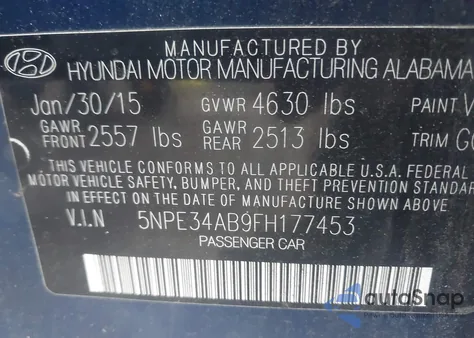 MANUFACTURED BY
HYUNDAI MOTOR MANUFACTURING ALABAMA
Jan/30/15 GVWR 4630 lbs PAINT
GAWR FRONT 2557 lbs GAWR REAR 2513 lbs TRIM
THIS VEHICLE CONFORMS TO ALL APPLICABLE U.S. FEDERAL
MOTOR VEHICLE SAFETY, BUMPER, AND THEFT PREVENTION STANDARDS
IN EFFECT ON THE DATE OF MANUFACTURE SHOWN ABOVE
V.I.N 5NPE34AB9FH177453
PASSENGER CAR
autoSnap